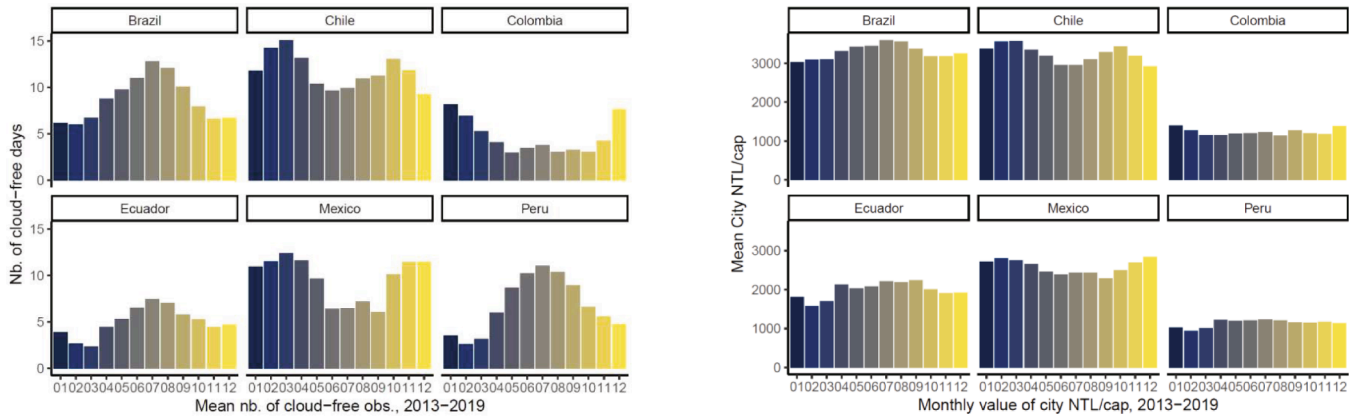 Brazil
Chile
Colombia
15
10
5
0
Ecuador
Mexico
Peru
15
10
5
0
Nb. of cloud-free days
010203040506070809101112
010203040506070809101112
010203040506070809101112
Mean nb. of cloud-free obs., 2013-2019
Brazil
Chile
Colombia
3000
2000
1000
0
Ecuador
Mexico
Peru
3000
2000
1000
0
Mean City NTL/cap
010203040506070809101112
010203040506070809101112
010203040506070809101112
Monthly value of city NTL/cap, 2013-2019